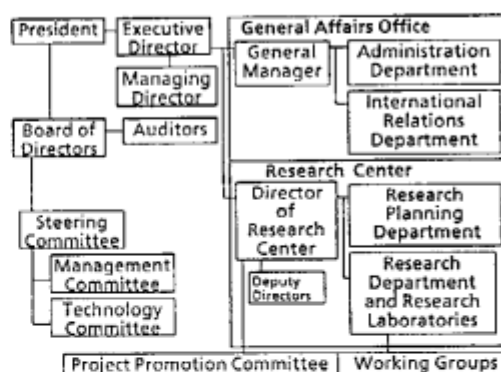 President
Executive
Director
Managing
Director
Board of
Directors
Auditors
Steering
Committee
Management
Committee
Technology
Committee
General Affairs Office
General
Manager
Administration
Department
International
Relations
Department
Research Center
Director
of
Research
Center
Deputy
Directors
Research
Planning
Department
Research
Department
and Research
Laboratories
Project Promotion Committee
Working Groups